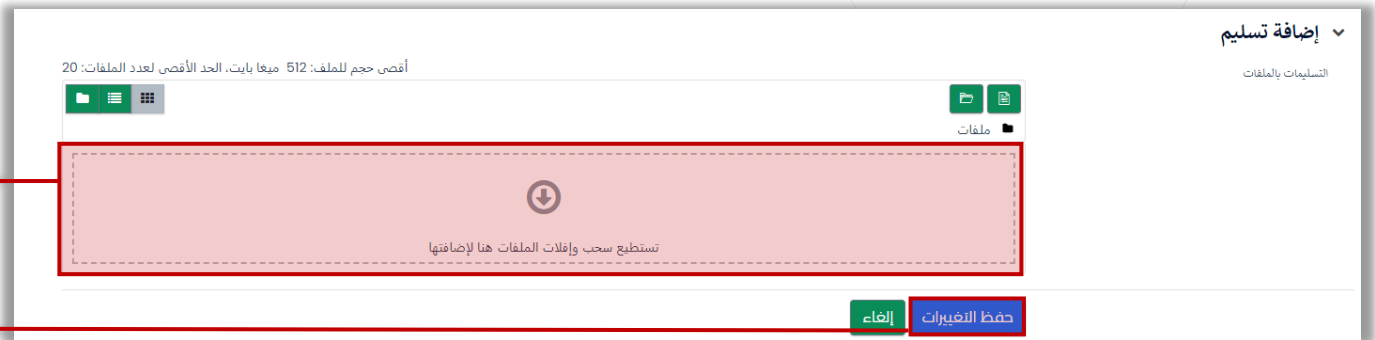 إضافة تسليم
التسليمات بالملفات
أقصى حجم للملف: 512 ميغا بايت، الحد الأقصى لعدد الملفات: 20
ملفات
تستطيع سحب وإفلات الملفات هنا لإضافتها
حفظ التغييرات
إلغاء